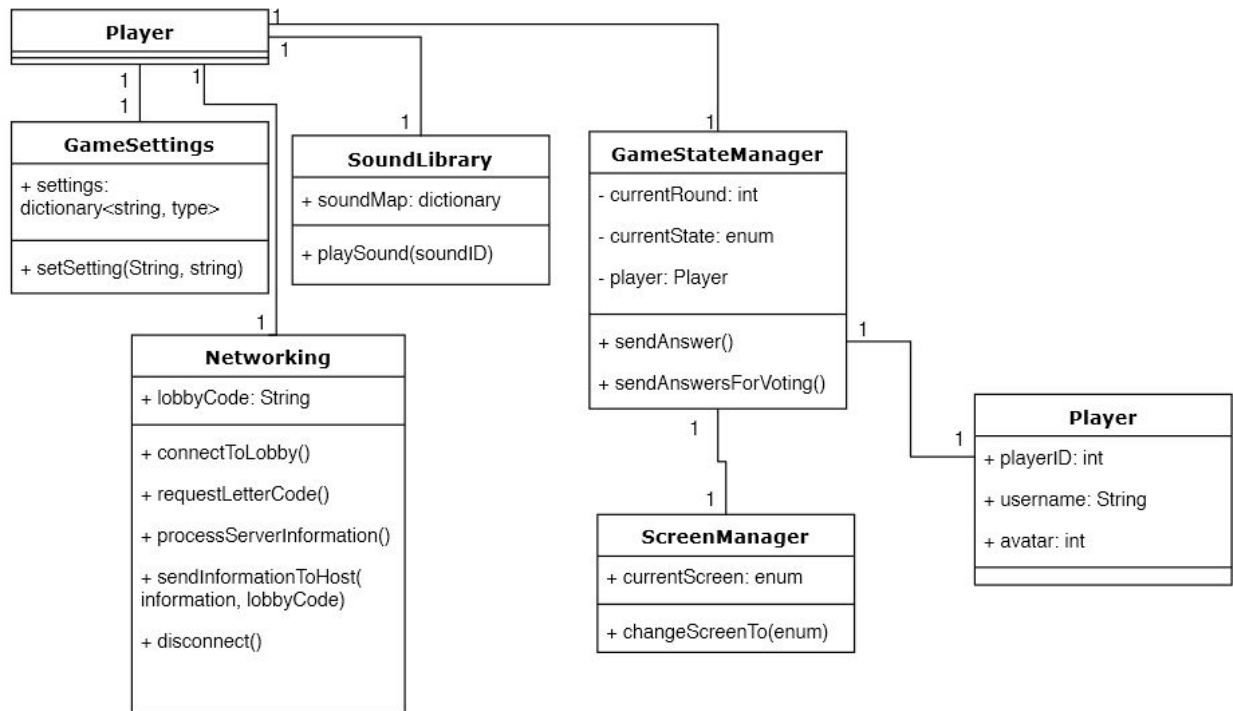 Player
1
1
1
1
1
1
1
1
GameSettings
+ settings:
dictionary<string, type>
+ setSetting(String, string)
SoundLibrary
+ soundMap: dictionary
+ playSound(soundID)
GameStateManager
- currentRound: int
- currentState: enum
- player: Player
+ sendAnswer()
+ sendAnswersForVoting()
Networking
+ lobbyCode: String
+ connectToLobby()
+ requestLetterCode()
+ processServerInformation()
+ sendInformationToHost(
information, lobbyCode)
+ disconnect()
1
1
1
1
Player
+ playerID: int
+ username: String
+ avatar: int
ScreenManager
+ currentScreen: enum
+ changeScreenTo(enum)